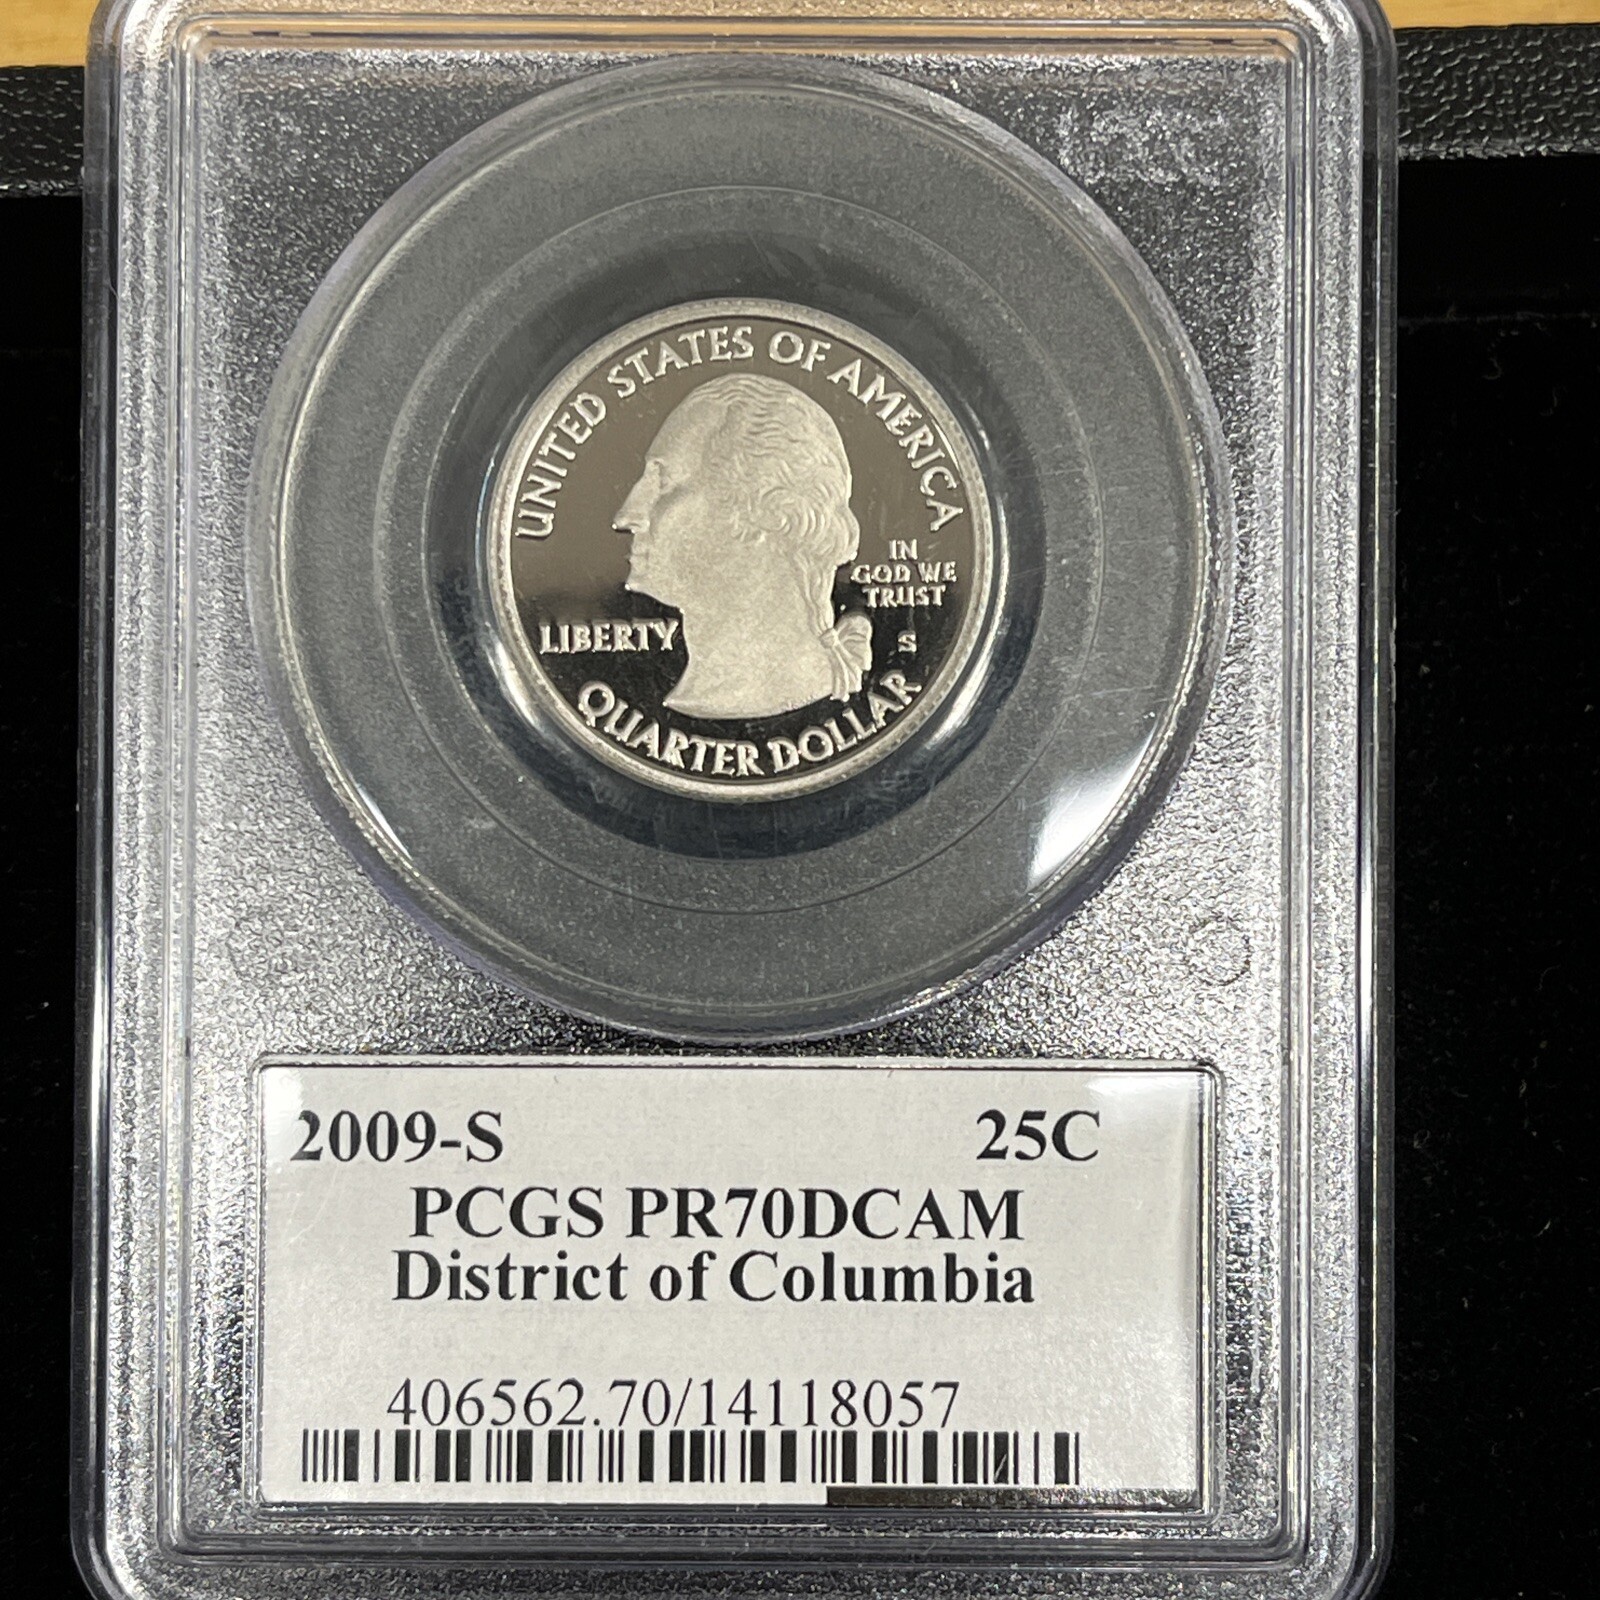 UNITED STATES OF AMERICA
IN
GOD WE
TRUST
LIBERTY
S
QUARTER DOLLAR
2009-S 25C
PCGS PR70DCAM
District of Columbia
406562.70/14118057